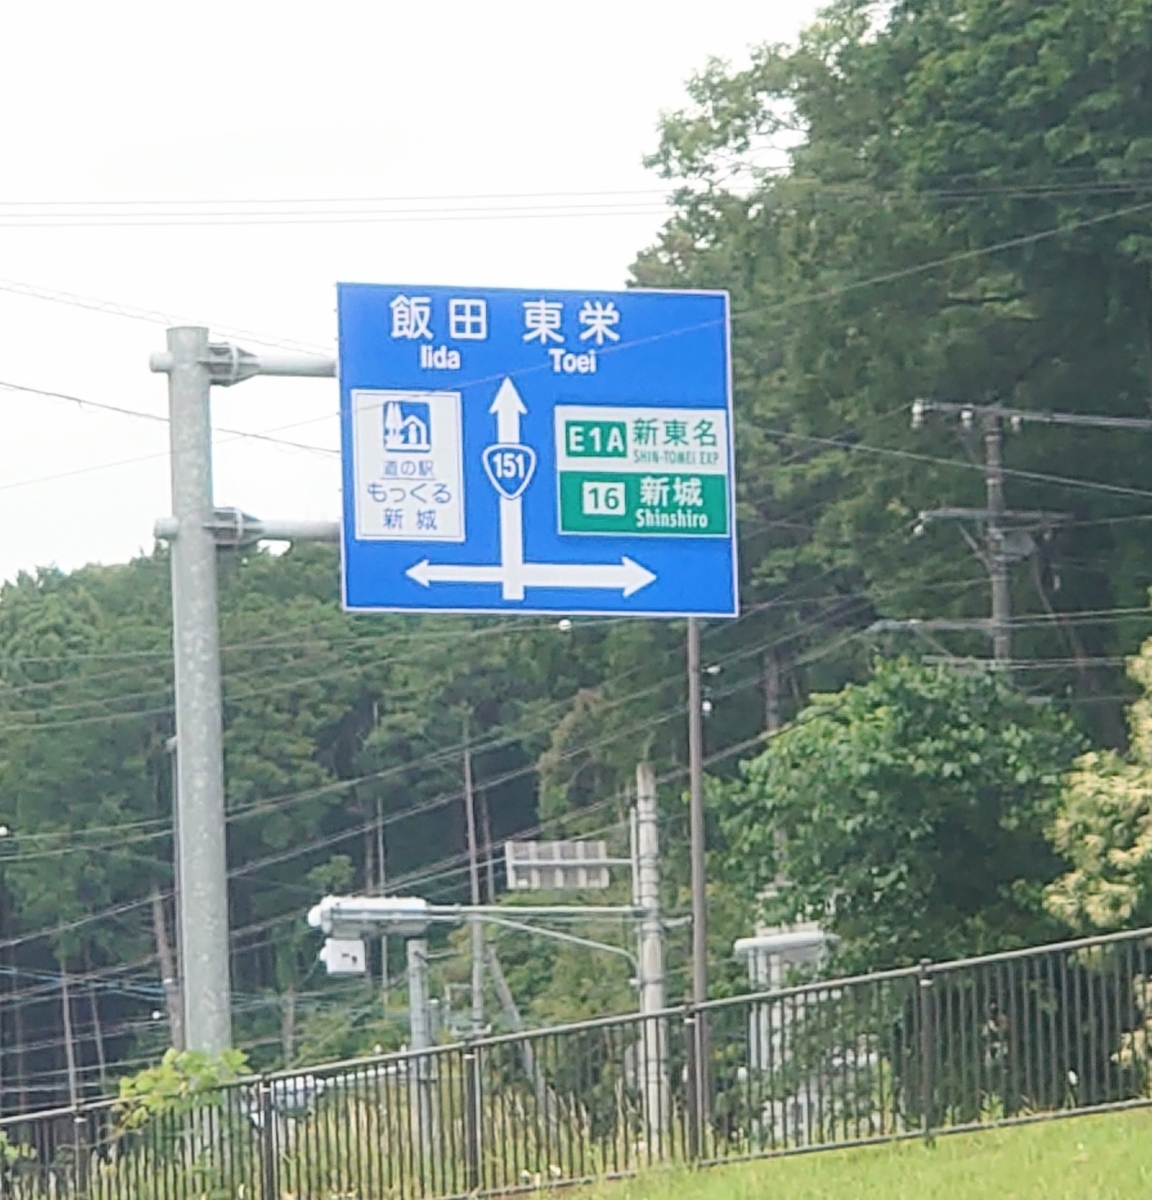 飯田 東栄
Iida Toei
道の駅
もっくる
新城
151
E1A 新東名
SHIN-TOMEI EXP
16 新城
Shinshiro